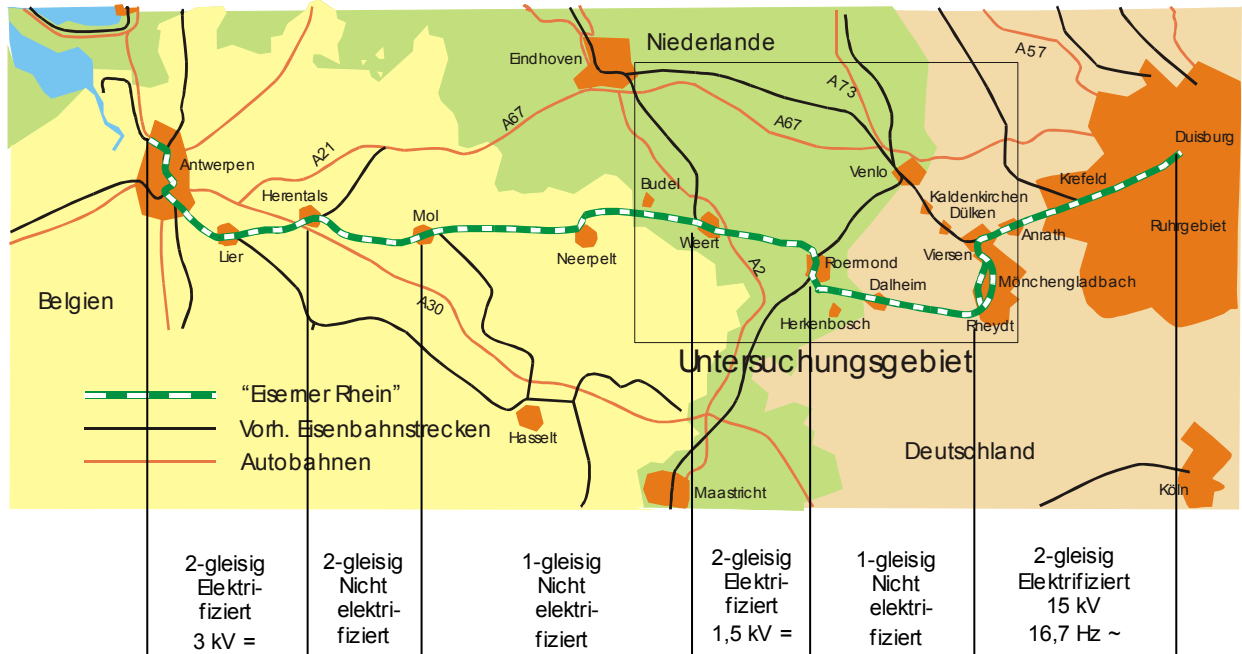 Niederlande
A57
Eindhoven
A73
A67
A67
Duisburg
Antwerpen
A21
Venlo
Krefeld
Herentals
Budel
Kaldenkirchen
Dülken
Mol
Anrath
Ruhrgebiet
Lier
Neerpelt
Weert
Viersen
A2
Roermond
Dalheim
Mönchengladbach
Belgien
A30
Herkenbosch
Rheydt
Untersuchungsgebiet
"Eiserner Rhein"
Vorh. Eisenbahnstrecken
Autobahnen
Hasselt
Deutschland
Maastricht
Köln
2-gleisig
Elektri-
fiziert
3 kV =
2-gleisig
Nicht
elektri-
fiziert
1-gleisig
Nicht
elektri-
fiziert
2-gleisig
Elektri-
fiziert
1,5 kV =
1-gleisig
Nicht
elektri-
fiziert
2-gleisig
Elektrifiziert
15 kV
16,7 Hz ~